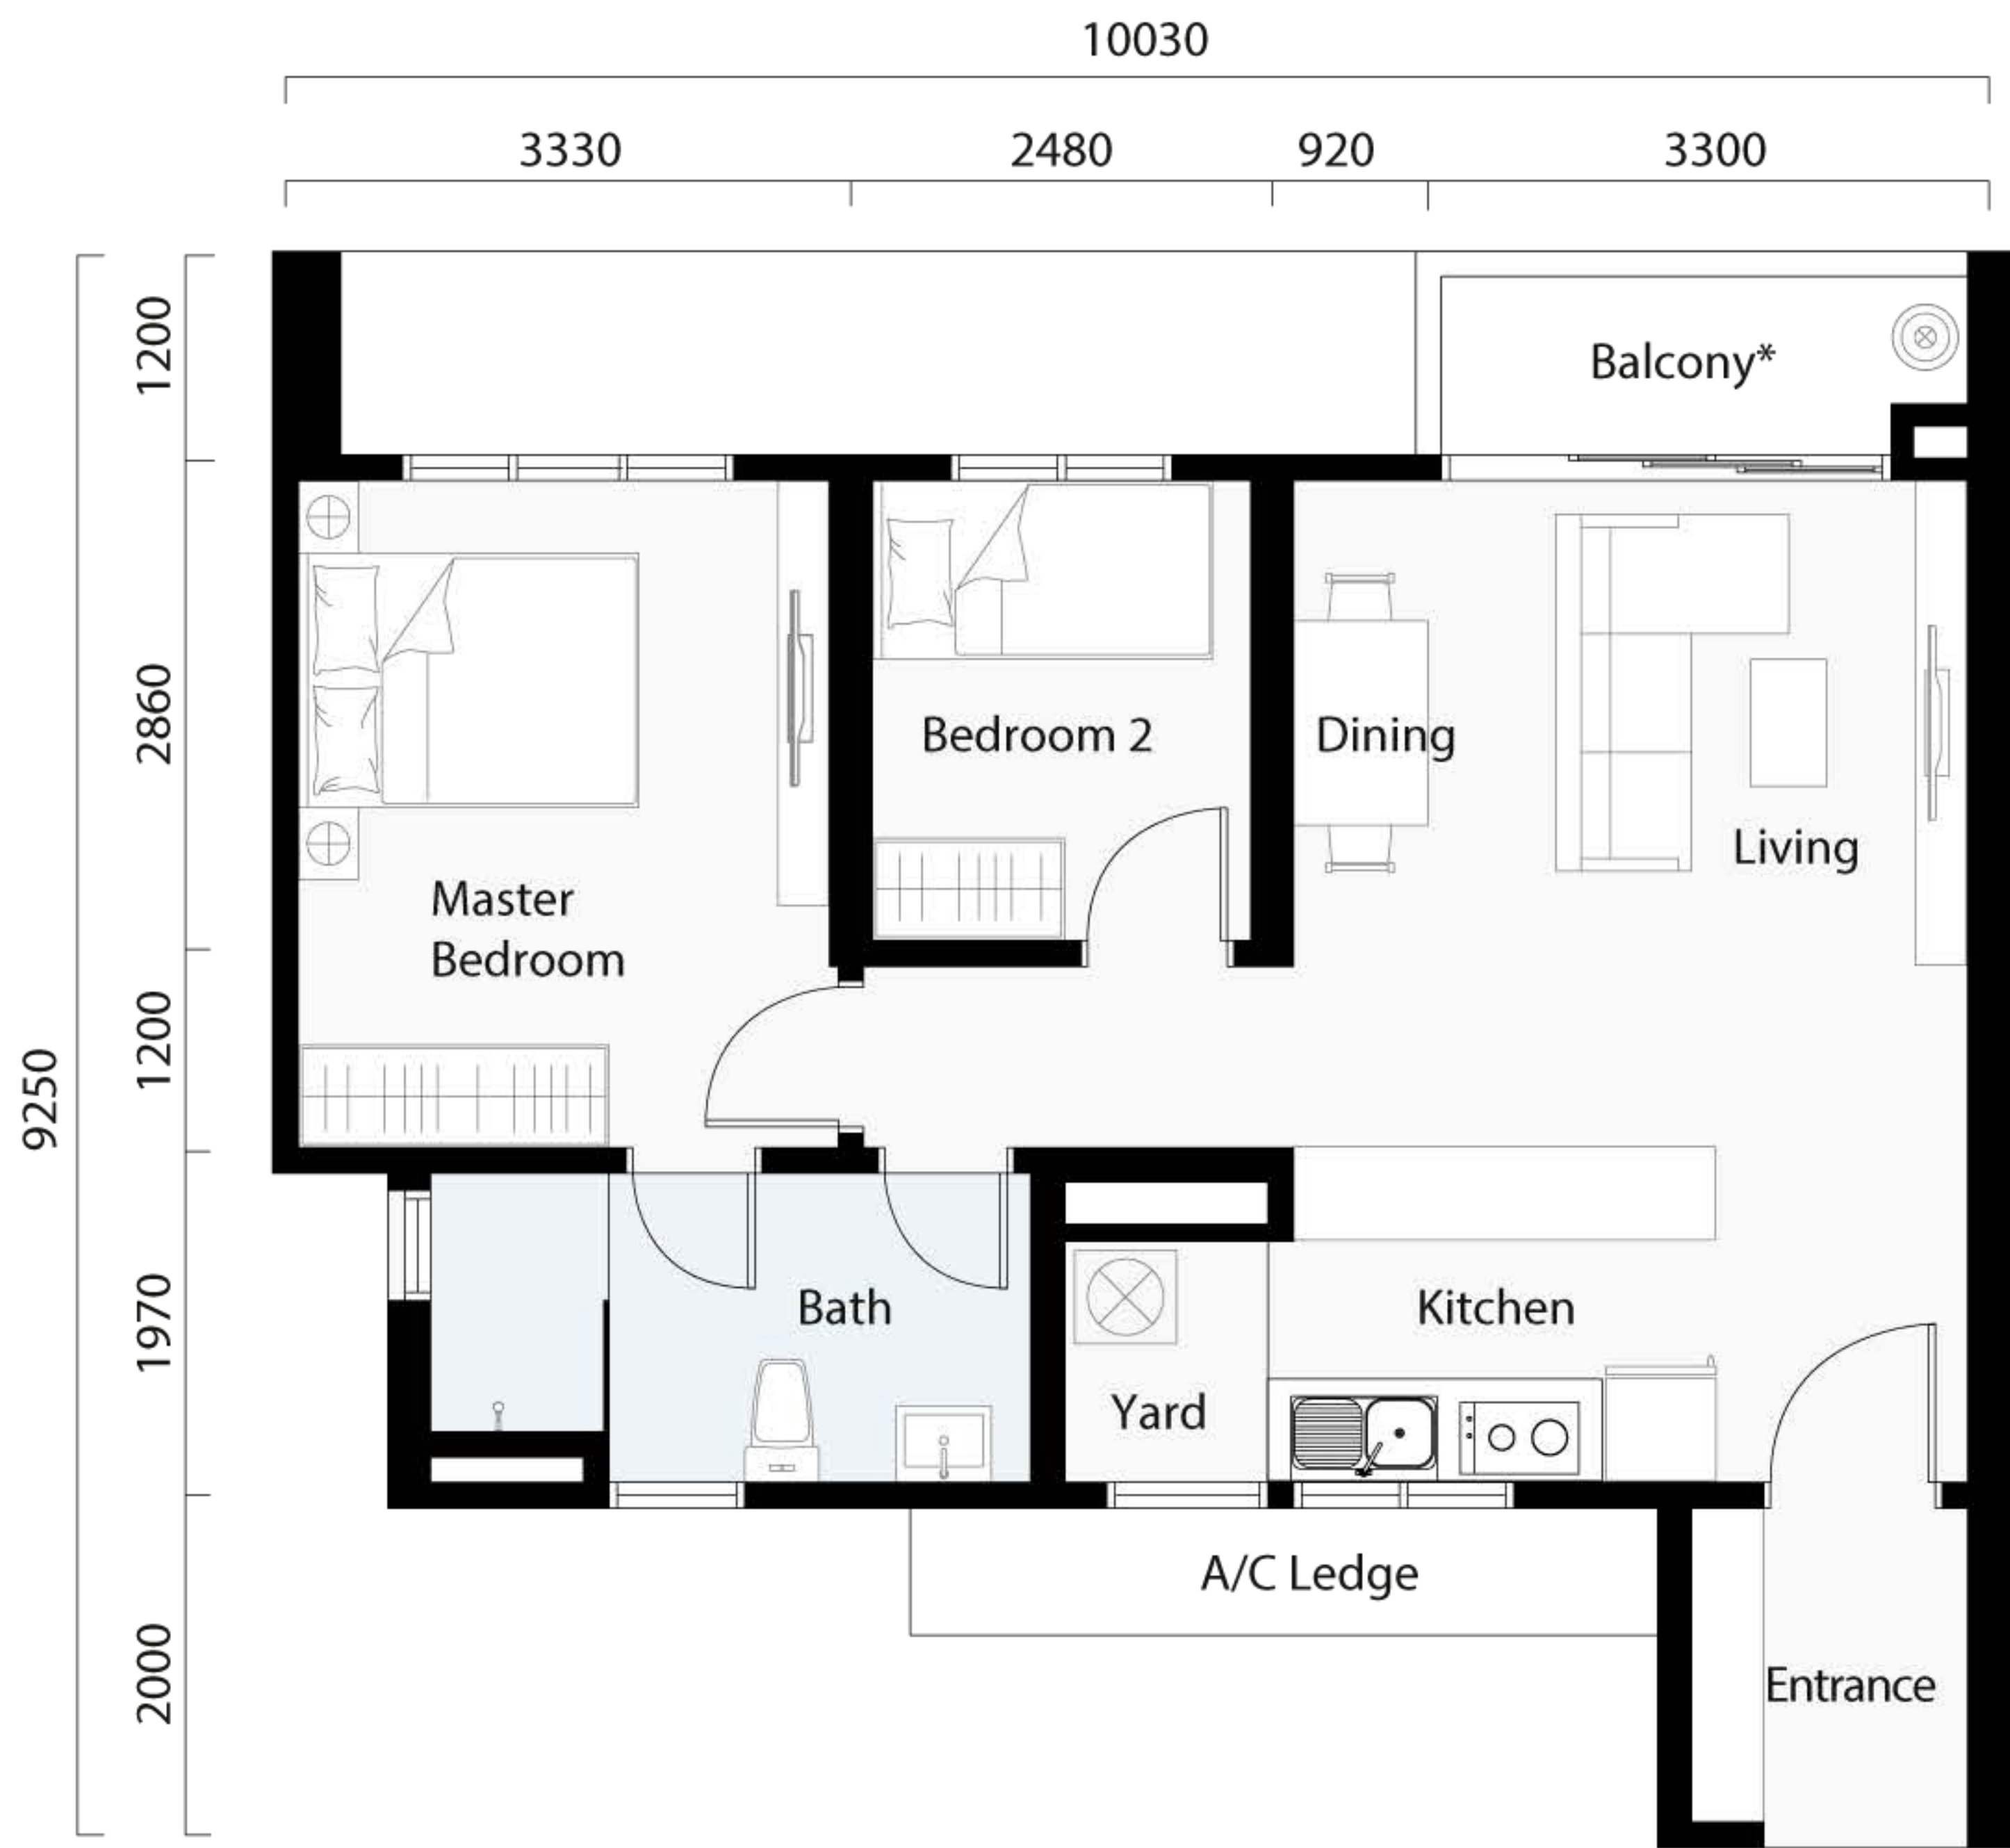 10030
3330 2480 920 3300
1200
Balcony*
2860
Bedroom 2
Dining
Living
Master
Bedroom
1200
9250
1970
Bath
Kitchen
Yard
A/C Ledge
2000
Entrance